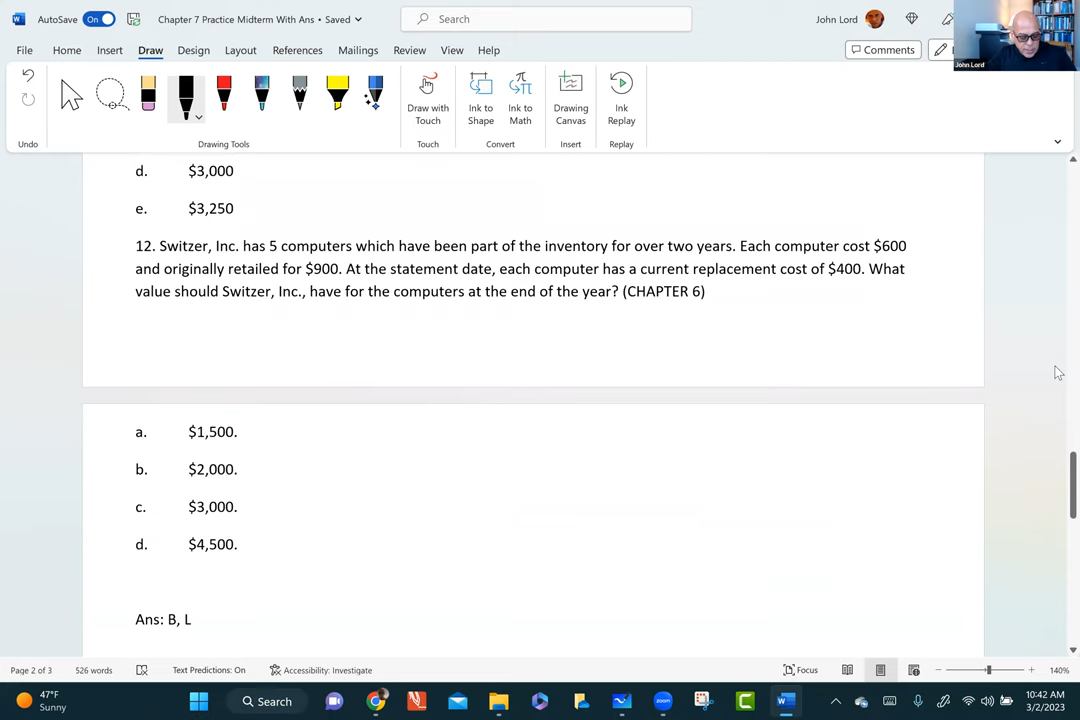 AutoSave On Chapter 7 Practice Midterm With Ans • Saved Search John Lord
File Home Insert Draw Design Layout References Mailings Review View Help Comments
John Lord
Undo
Draw with Touch
Ink to Shape
Ink to Math
Drawing Canvas
Ink Replay
Undo Drawing Tools Touch Convert Insert Replay
d. $3,000
e. $3,250
12. Switzer, Inc. has 5 computers which have been part of the inventory for over two years. Each computer cost $600
and originally retailed for $900. At the statement date, each computer has a current replacement cost of $400. What
value should Switzer, Inc., have for the computers at the end of the year? (CHAPTER 6)
a. $1,500.
b. $2,000.
c. $3,000.
d. $4,500.
Ans: B, L
Page 2 of 3 526 words Text Predictions: On Accessibility: Investigate Focus 140%
47°F
Sunny
Search
zoom
10:42 AM
3/2/2023